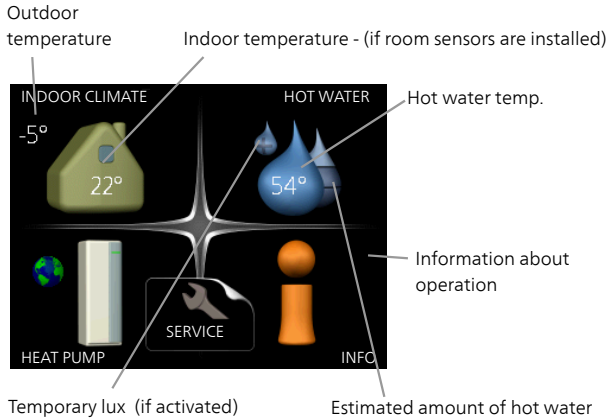 Outdoor
temperature
Indoor temperature - (if room sensors are installed)
INDOOR CLIMATE
HOT WATER
Hot water temp.
-5°
22°
54°
Information about
operation
SERVICE
HEAT PUMP
INFO
Temporary lux (if activated)
Estimated amount of hot water